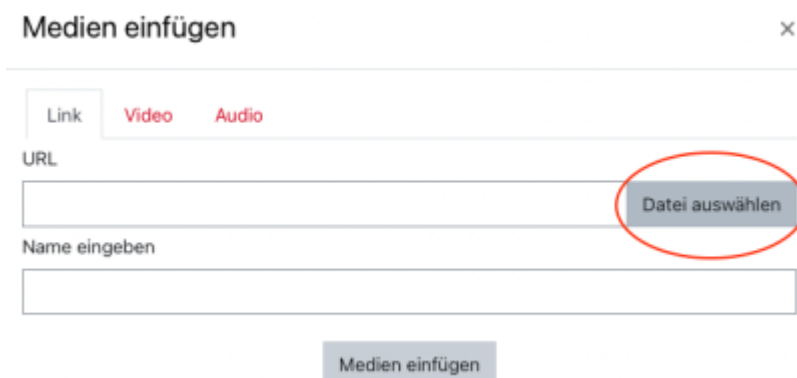 Medien einfügen ×
Link Video Audio
URL
Datei auswählen
Name eingeben
Medien einfügen